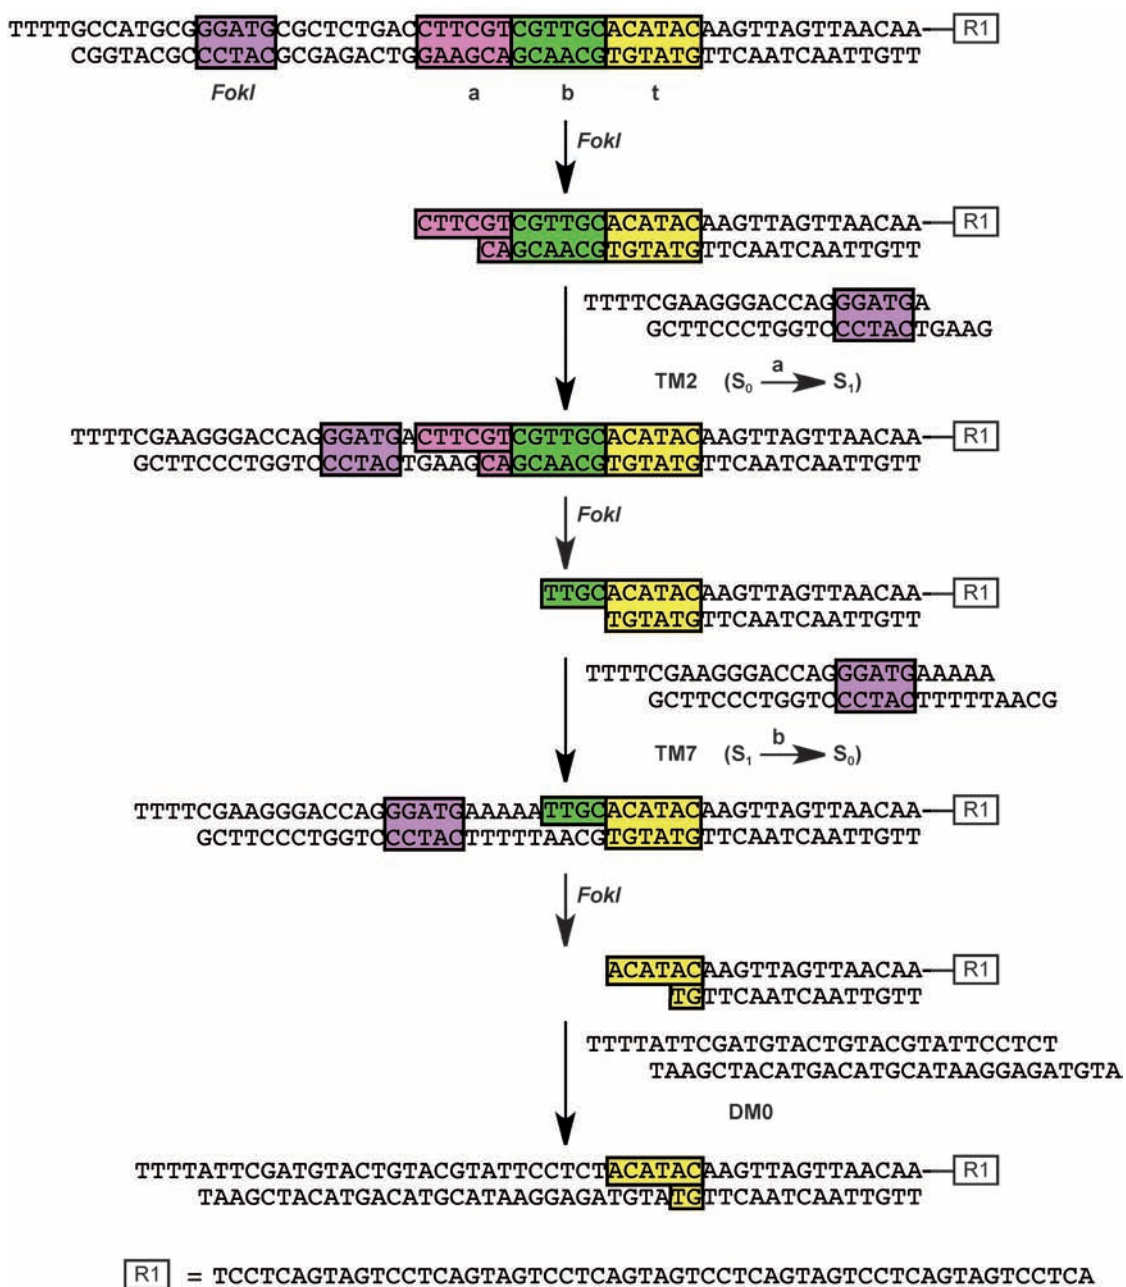 TTTTGCCATGCGGGATGCGCTCTGACCTTCGTCGTTGCACATACAAGTTAGTTAACAA R1
CGGTACGCCCTACGCGAGACTGGAAGCAGCAACGTGTATGTTCAATCAATTGTT
FokI a b t
FokI
CTTCGTCGTTGCACATACAAGTTAGTTAACAA R1
CAGCAACGTGTATGTTCAATCAATTGTT
TTTTCGAAGGGACCAGGGATGA
GCTTCCCTGGTCCCTACTGAAG
a
TM2 (S0 S1)
TTTTCGAAGGGACCAGGGATGACTTCGTCGTTGCACATACAAGTTAGTTAACAA R1
GCTTCCCTGGTCCCTACTGAAGCAGCAACGTGTATGTTCAATCAATTGTT
FokI
TTGCACATACAAGTTAGTTAACAA R1
TGTATGTTCAATCAATTGTT
TTTTCGAAGGGACCAGGGATGAAAAA
GCTTCCCTGGTCCCTACTTTTTAACG
b
TM7 (S1 S0)
TTTTCGAAGGGACCAGGGATGAAAAATTGCACATACAAGTTAGTTAACAA R1
GCTTCCCTGGTCCCTACTTTTTAACGTGTATGTTCAATCAATTGTT
FokI
ACATACAAGTTAGTTAACAA R1
TGTTCAATCAATTGTT
TTTTATTCGATGTACTGTACGTATTCCTCT
TAAGCTACATGACATGCATAAGGAGATGTA
DM0
TTTTATTCGATGTACTGTACGTATTCCTCTACATACAAGTTAGTTAACAA R1
TAAGCTACATGACATGCATAAGGAGATGTATGTTCAATCAATTGTT
R1 = TCCTCAGTAGTCCTCAGTAGTCCTCAGTAGTCCTCAGTAGTCCTCAGTAGTCCTCA